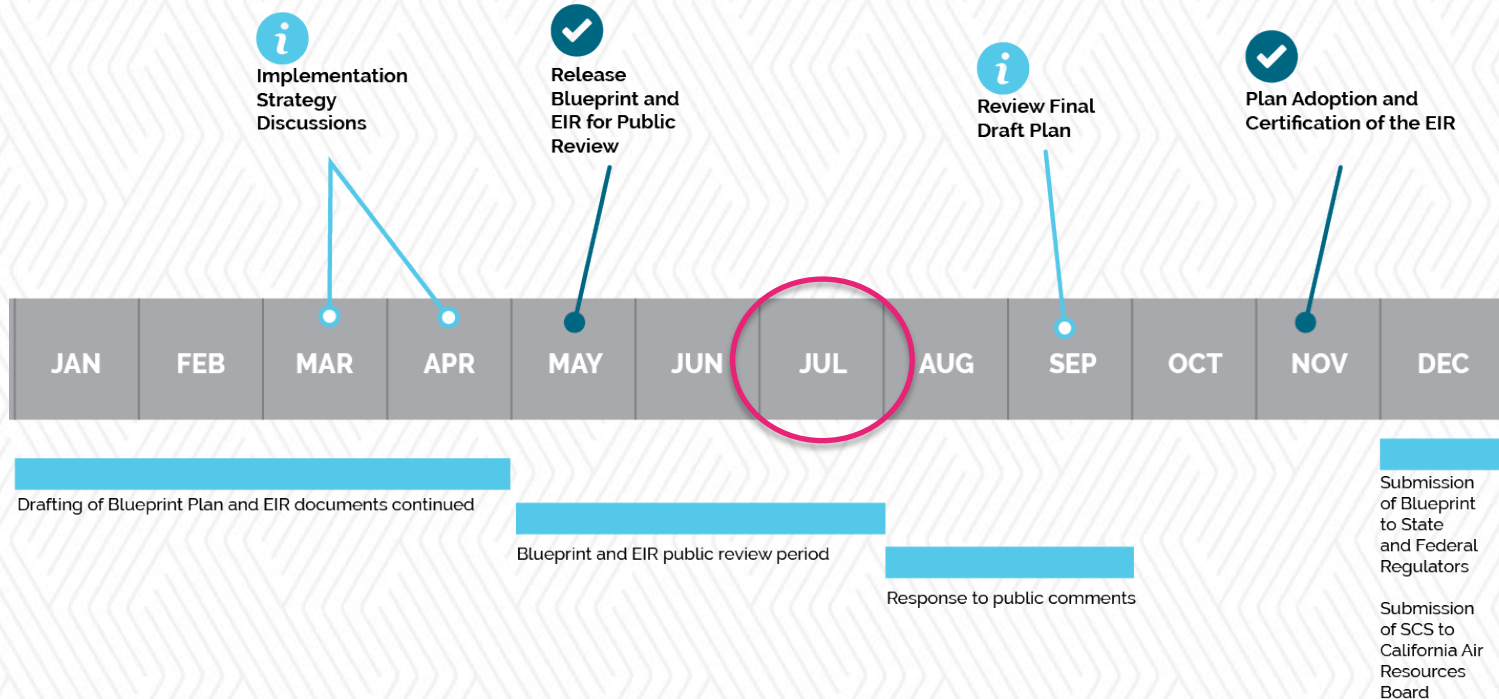 Implementation
Strategy
Discussions
Release
Blueprint and
EIR for Public
Review
Review Final
Draft Plan
Plan Adoption and
Certification of the EIR
JAN FEB MAR APR MAY JUN JUL AUG SEP OCT NOV DEC
Drafting of Blueprint Plan and EIR documents continued
Blueprint and EIR public review period
Response to public comments
Submission
of Blueprint
to State
and Federal
Regulators
Submission
of SCS to
California Air
Resources
Board